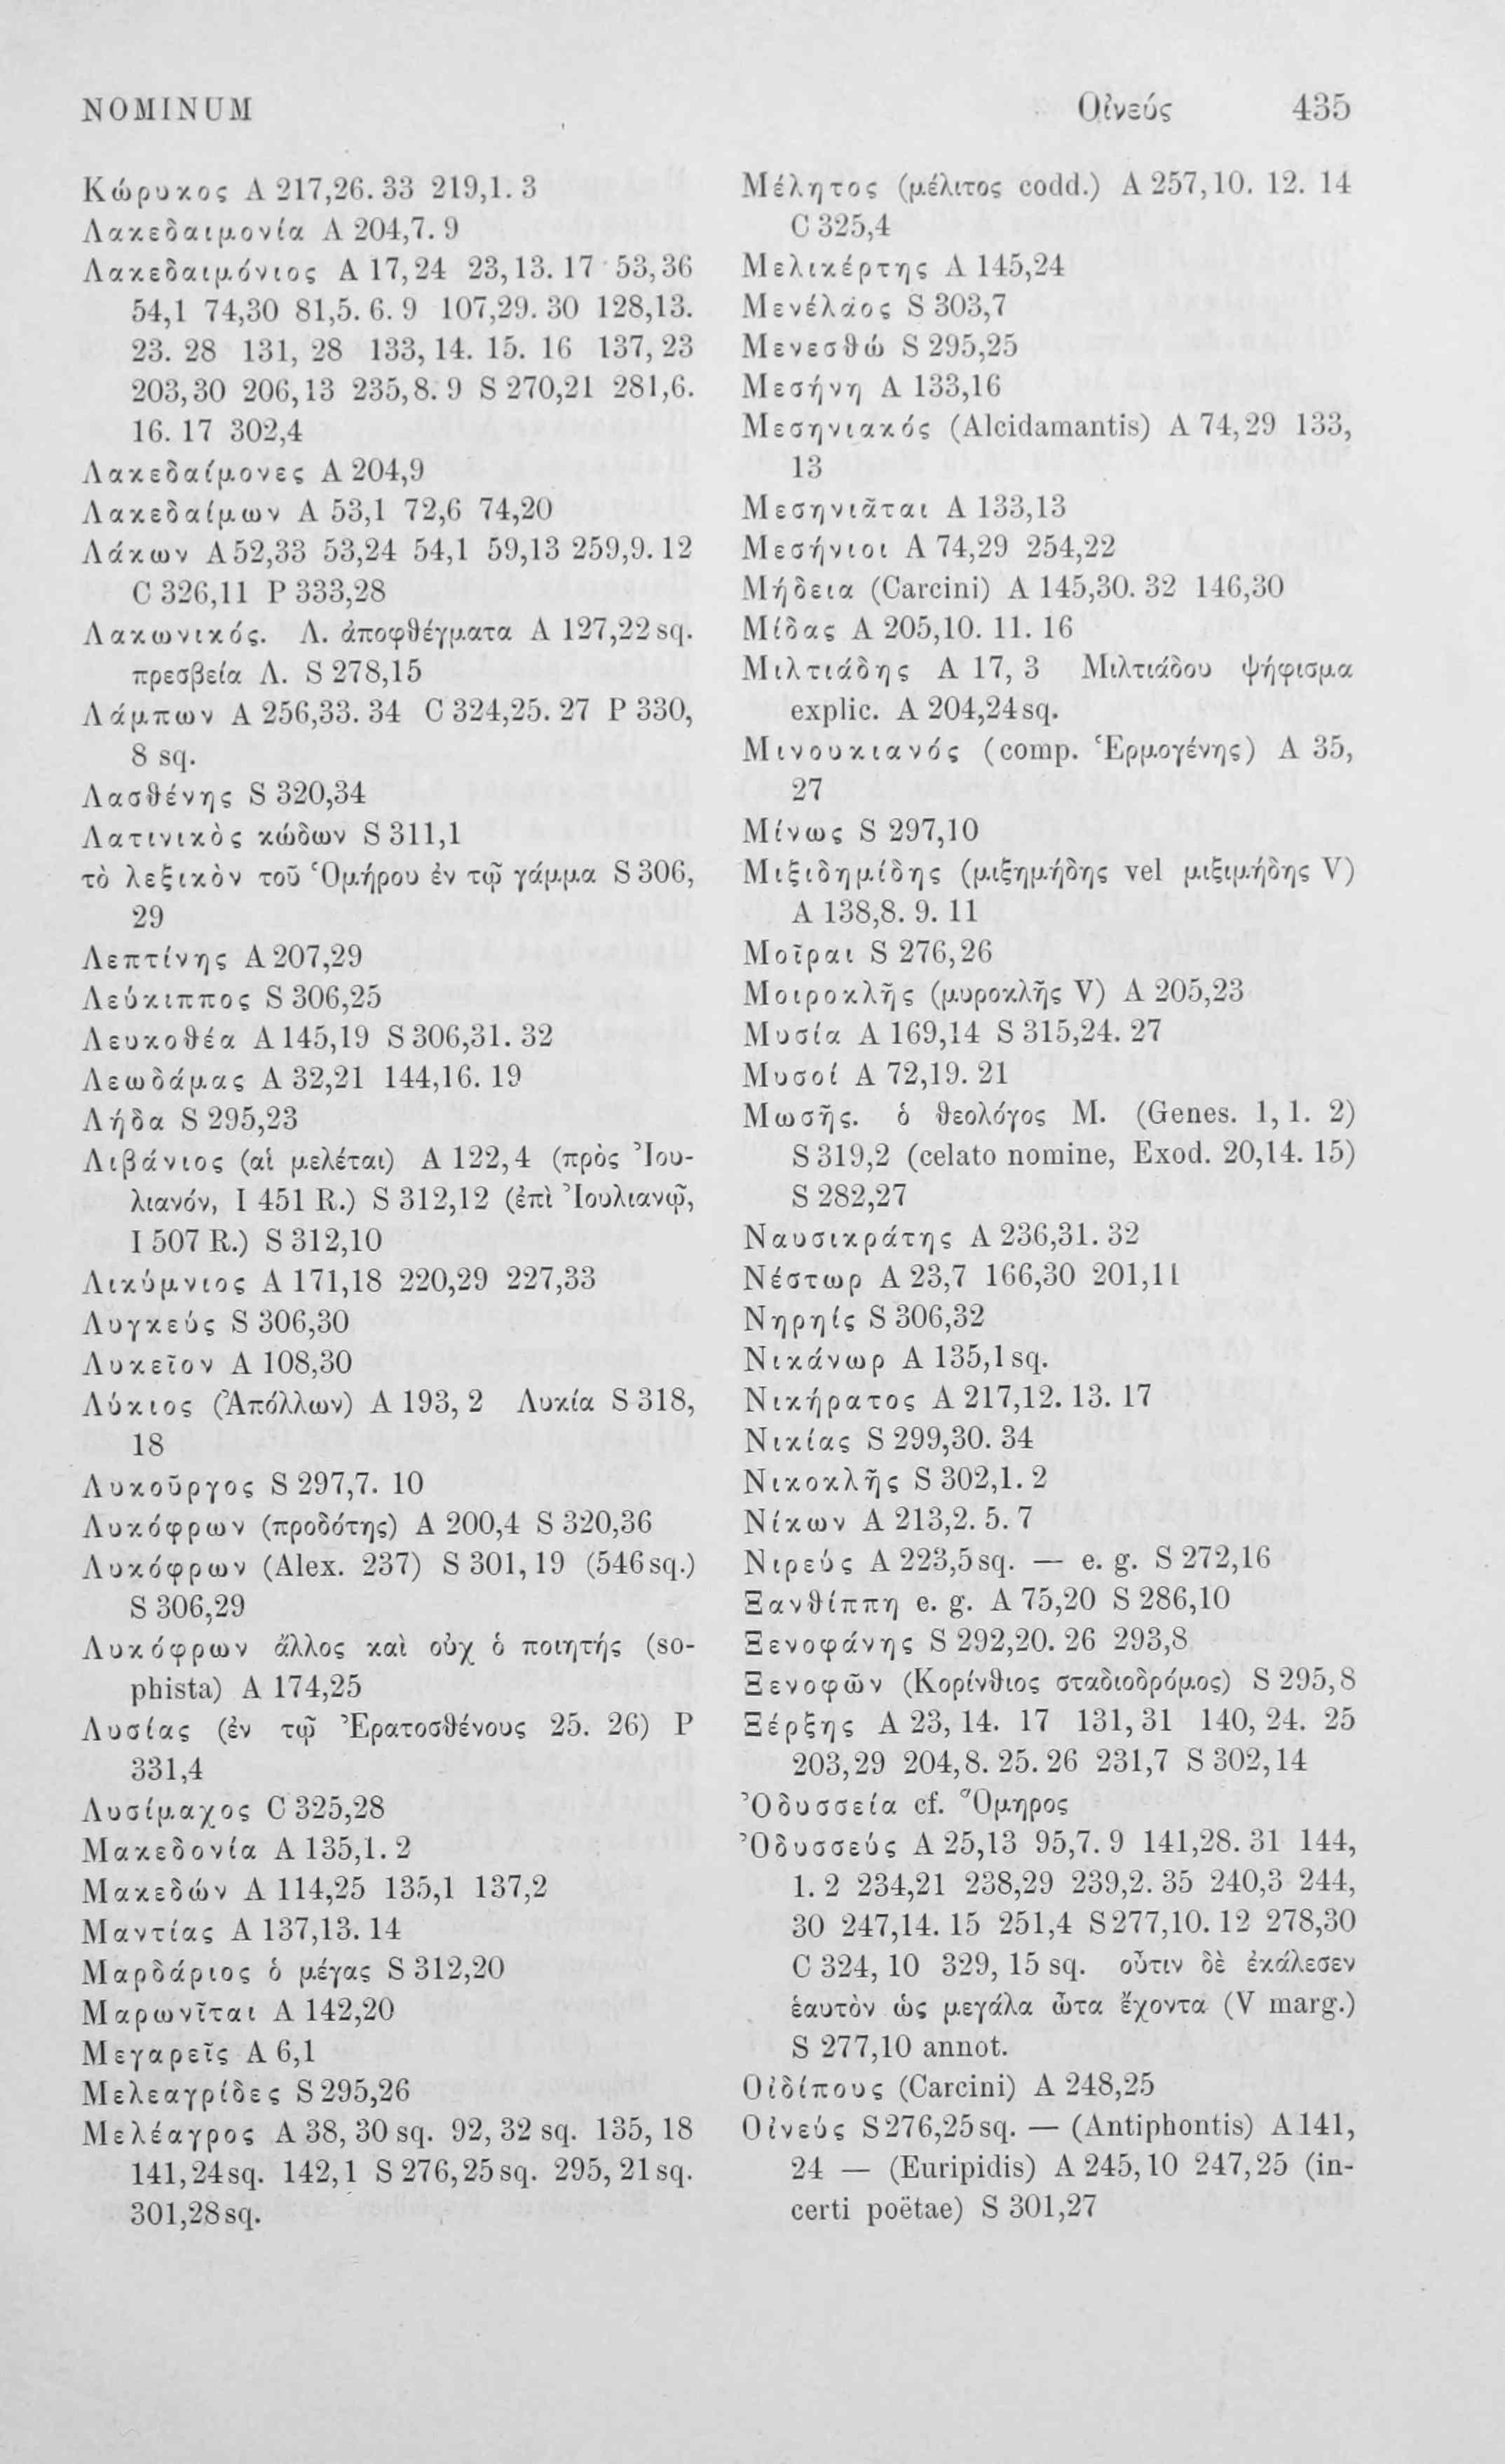 NOMINUM Οἰνεύς 435
Κώρυκος A 217,26. 33 219,1. 3
Λακεδαιμονία A 204,7. 9
Λακεδαιμόνιος A 17,24 23,13. 17 53,36
54,1 74,30 81,5. 6. 9 107,29. 30 128,13.
23. 28 131, 28 133, 14. 15. 16 137, 23
203,30 206,13 235,8. 9 S 270,21 281,6.
16. 17 302,4
Λακεδαίμονες A 204,9
Λακεδαίμων A 53,1 72,6 74,20
Λάκων A 52,33 53,24 54,1 59,13 259,9. 12
C 326,11 P 333,28
Λακωνικός. Λ. ἀποφθέγματα A 127,22 sq.
πρεσβεία Λ. S 278,15
Λάμπων A 256,33. 34 C 324,25. 27 P 330,
8 sq.
Λασθένης S 320,34
Λατινικὸς κώδων S 311,1
τὸ λεξικὸν τοῦ Ὁμήρου ἐν τῷ γάμμα S 306,
29
Λεπτίνης A 207,29
Λεύκιππος S 306,25
Λευκοθέα A 145,19 S 306,31. 32
Λεωδάμας A 32,21 144,16. 19
Λήδα S 295,23
Λιβάνιος (αἱ μελέται) A 122,4 (πρὸς Ἰου-
λιανόν, I 451 R.) S 312,12 (ἐπὶ Ἰουλιανῷ,
I 507 R.) S 312,10
Λικύμνιος A 171,18 220,29 227,33
Λυγκεύς S 306,30
Λυκεῖον A 108,30
Λύκιος (Ἀπόλλων) A 193, 2 Λυκία S 318,
18
Λυκοῦργος S 297,7. 10
Λυκόφρων (προδότης) A 200,4 S 320,36
Λυκόφρων (Alex. 237) S 301,19 (546 sq.)
S 306,29
Λυκόφρων ἄλλος καὶ οὐχ ὁ ποιητής (so-
phista) A 174,25
Λυσίας (ἐν τῷ Ἐρατοσθένους 25. 26) P
331,4
Λυσίμαχος C 325,28
Μακεδονία A 135,1. 2
Μακεδών A 114,25 135,1 137,2
Μαντίας A 137,13. 14
Μαρδάριος ὁ μέγας S 312,20
Μαρωνῖται A 142,20
Μεγαρεῖς A 6,1
Μελεαγρίδες S 295,26
Μελέαγρος A 38, 30 sq. 92, 32 sq. 135, 18
141,24 sq. 142,1 S 276,25 sq. 295, 21 sq.
301,28 sq.
Μέλητος (μέλιτος codd.) A 257,10. 12. 14
C 325,4
Μελικέρτης A 145,24
Μενέλαος S 303,7
Μενεσθώ S 295,25
Μεσήνη A 133,16
Μεσηνιακός (Alcidamantis) A 74,29 133,
13
Μεσηνιᾶται A 133,13
Μεσήνιοι A 74,29 254,22
Μήδεια (Carcini) A 145,30. 32 146,30
Μίδας A 205,10. 11. 16
Μιλτιάδης A 17, 3 Μιλτιάδου ψήφισμα
explic. A 204,24 sq.
Μινουκιανός (comp. Ἑρμογένης) A 35,
27
Μίνως S 297,10
Μιξιδημίδης (μιξημήδης vel μιξιμήδης V)
A 138,8. 9. 11
Μοῖραι S 276,26
Μοιροκλῆς (μυροκλῆς V) A 205,23
Μυσία A 169,14 S 315,24. 27
Μυσοί A 72,19. 21
Μωσῆς. ὁ θεολόγος Μ. (Genes. 1, 1. 2)
S 319,2 (celato nomine, Exod. 20,14. 15)
S 282,27
Ναυσικράτης A 236,31. 32
Νέστωρ A 23,7 166,30 201,11
Νηρηίς S 306,32
Νικάνωρ A 135,1 sq.
Νικήρατος A 217,12. 13. 17
Νικίας S 299,30. 34
Νικοκλῆς S 302,1. 2
Νίκων A 213,2. 5. 7
Νιρεύς A 223,5 sq. — e. g. S 272,16
Ξανθίππη e. g. A 75,20 S 286,10
Ξενοφάνης S 292,20. 26 293,8
Ξενοφῶν (Κορίνθιος σταδιοδρόμος) S 295,8
Ξέρξης A 23, 14. 17 131, 31 140, 24. 25
203,29 204,8. 25. 26 231,7 S 302,14
Ὀδυσσεία cf. Ὅμηρος
Ὀδυσσεύς A 25,13 95,7. 9 141,28. 31 144,
1. 2 234,21 238,29 239,2. 35 240,3 244,
30 247,14. 15 251,4 S 277,10. 12 278,30
C 324, 10 329, 15 sq. οὖτιν δὲ ἐκάλεσεν
ἑαυτὸν ὡς μεγάλα ὦτα ἔχοντα (V marg.)
S 277,10 annot.
Οἰδίπους (Carcini) A 248,25
Οἰνεύς S 276,25 sq. — (Antiphontis) A 141,
24 — (Euripidis) A 245,10 247,25 (in-
certi poëtae) S 301,27